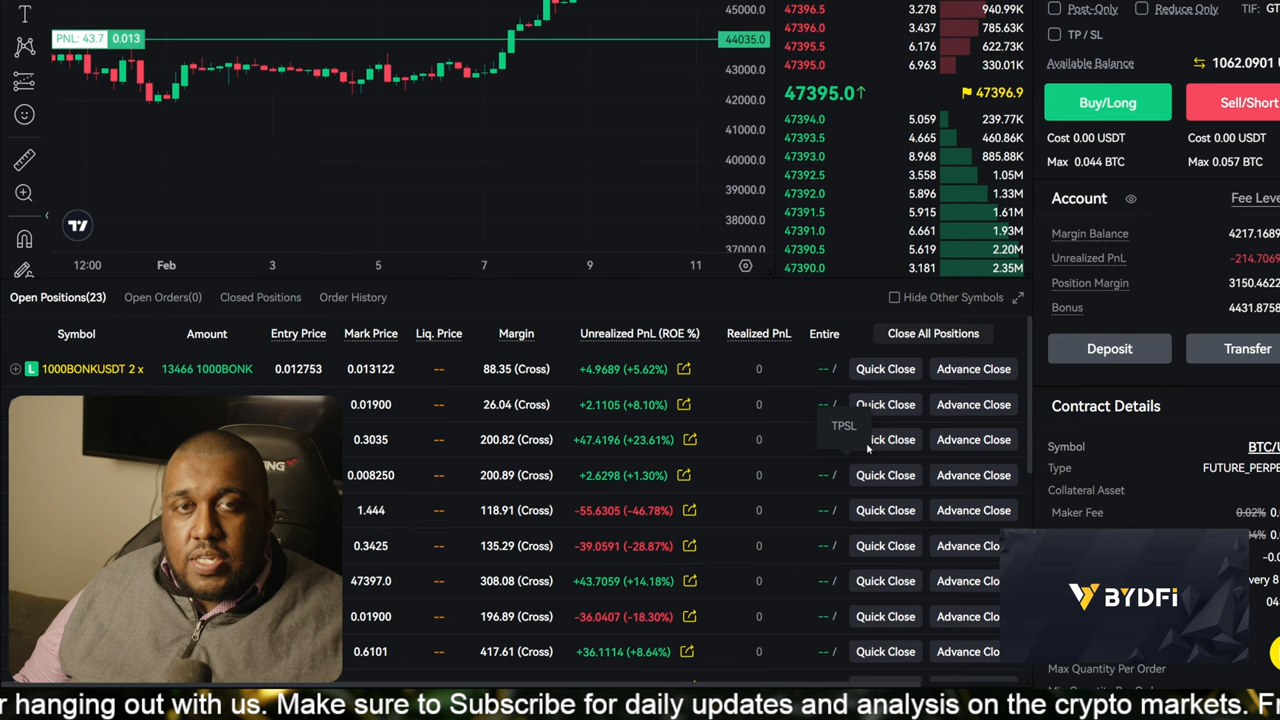 Post-Only Reduce Only TIF: GT
TP / SL
Available Balance 1062.0901
Buy/Long Sell/Short
Cost 0.00 USDT Cost 0.00 USDT
Max 0.044 BTC Max 0.057 BTC
45000.0
PNL: 43.7 0.013 44035.0
43000.0
42000.0
41000.0
40000.0
39000.0
38000.0
37000.0
12:00 Feb 3 5 7 9 11
47396.5 3.278 940.99K
47396.0 3.437 785.63K
47395.5 6.176 622.73K
47395.0 6.963 330.01K
47395.0↑ 47396.9
47394.0 5.059 239.77K
47393.5 4.665 460.86K
47393.0 8.968 885.88K
47392.5 3.558 1.05M
47392.0 5.896 1.33M
47391.5 5.915 1.61M
47391.0 6.661 1.93M
47390.5 5.619 2.20M
47390.0 3.181 2.35M
Account Fee Leve
Margin Balance 4217.1689
Unrealized PnL -214.7069
Position Margin 3150.4622
Bonus 4431.8758
Deposit Transfer
Open Positions(23) Open Orders(0) Closed Positions Order History Hide Other Symbols
Symbol Amount Entry Price Mark Price Liq. Price Margin Unrealized PnL (ROE %) Realized PnL Entire Close All Positions
L 1000BONKUSDT 2 x 13466 1000BONK 0.012753 0.013122 -- 88.35 (Cross) +4.9689 (+5.62%) 0 -- / Quick Close Advance Close
0.01900 -- 26.04 (Cross) +2.1105 (+8.10%) 0 -- / Quick Close Advance Close
TPSL
0.3035 -- 200.82 (Cross) +47.4196 (+23.61%) 0 ck Close Advance Close
0.008250 -- 200.89 (Cross) +2.6298 (+1.30%) 0 -- / Quick Close Advance Close
1.444 -- 118.91 (Cross) -55.6305 (-46.78%) 0 -- / Quick Close Advance Close
0.3425 -- 135.29 (Cross) -39.0591 (-28.87%) 0 -- / Quick Close Advance Clo
47397.0 -- 308.08 (Cross) +43.7059 (+14.18%) 0 -- / Quick Close Advance Clo
0.01900 -- 196.89 (Cross) -36.0407 (-18.30%) 0 -- / Quick Close Advance Clo
0.6101 -- 417.61 (Cross) +36.1114 (+8.64%) 0 -- / Quick Close Advance Clo
Contract Details
Symbol BTC/
Type FUTURE_PERPE
Collateral Asset
Maker Fee 0.02% 0
BYDFi
Max Quantity Per Order
r hanging out with us. Make sure to Subscribe for daily updates and analysis on the crypto markets. F